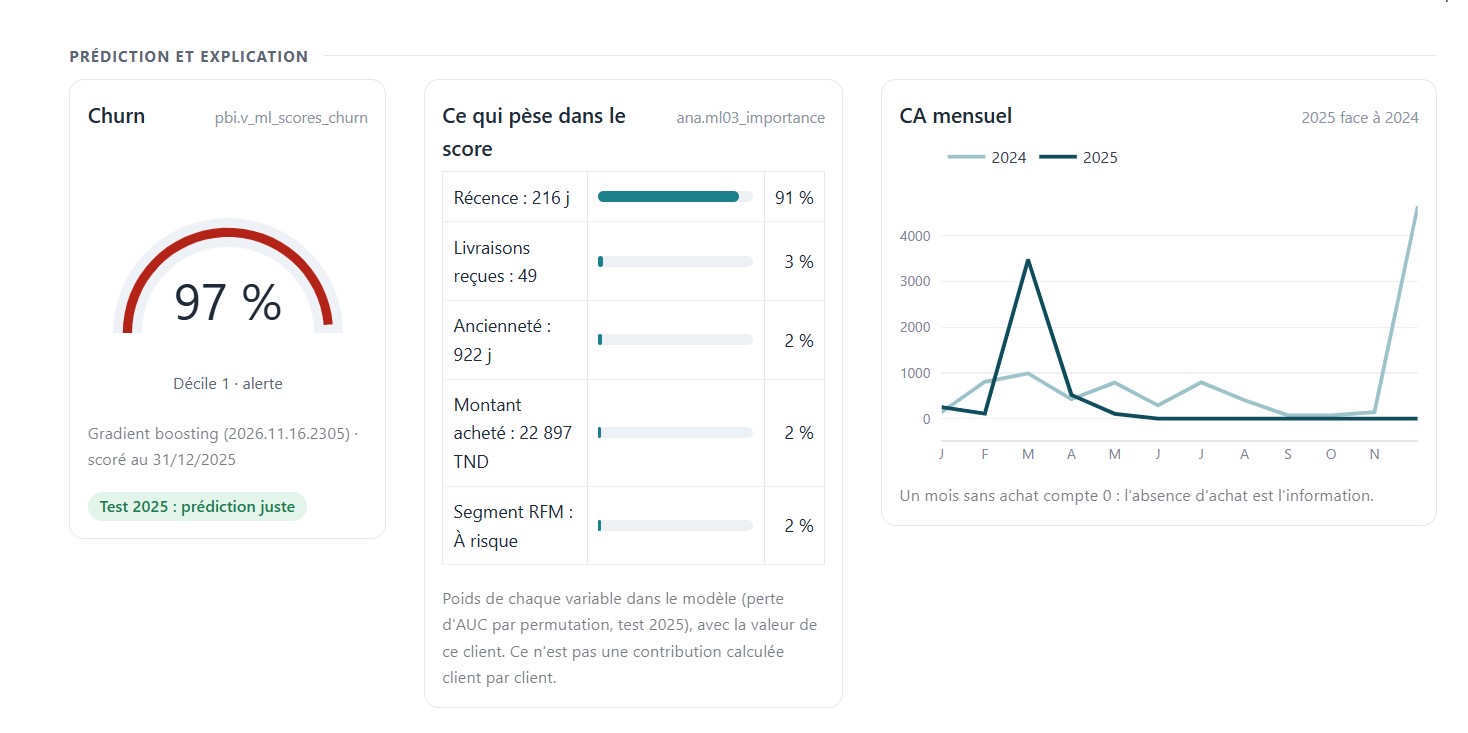 PRÉDICTION ET EXPLICATION
Churn
pbi.v_ml_scores_churn
97 %
Décile 1 · alerte
Gradient boosting (2026.11.16.2305) ·
scoré au 31/12/2025
Test 2025 : prédiction juste
Ce qui pèse dans le
score
ana.ml03_importance
Récence : 216 j
91 %
Livraisons
reçues : 49
3 %
Ancienneté :
922 j
2 %
Montant
acheté : 22 897
TND
2 %
Segment RFM :
À risque
2 %
Poids de chaque variable dans le modèle (perte
d'AUC par permutation, test 2025), avec la valeur de
ce client. Ce n'est pas une contribution calculée
client par client.
CA mensuel
2025 face à 2024
2024 2025
4000
3000
2000
1000
0
J F M A M J J A S O N
Un mois sans achat compte 0 : l'absence d'achat est l'information.